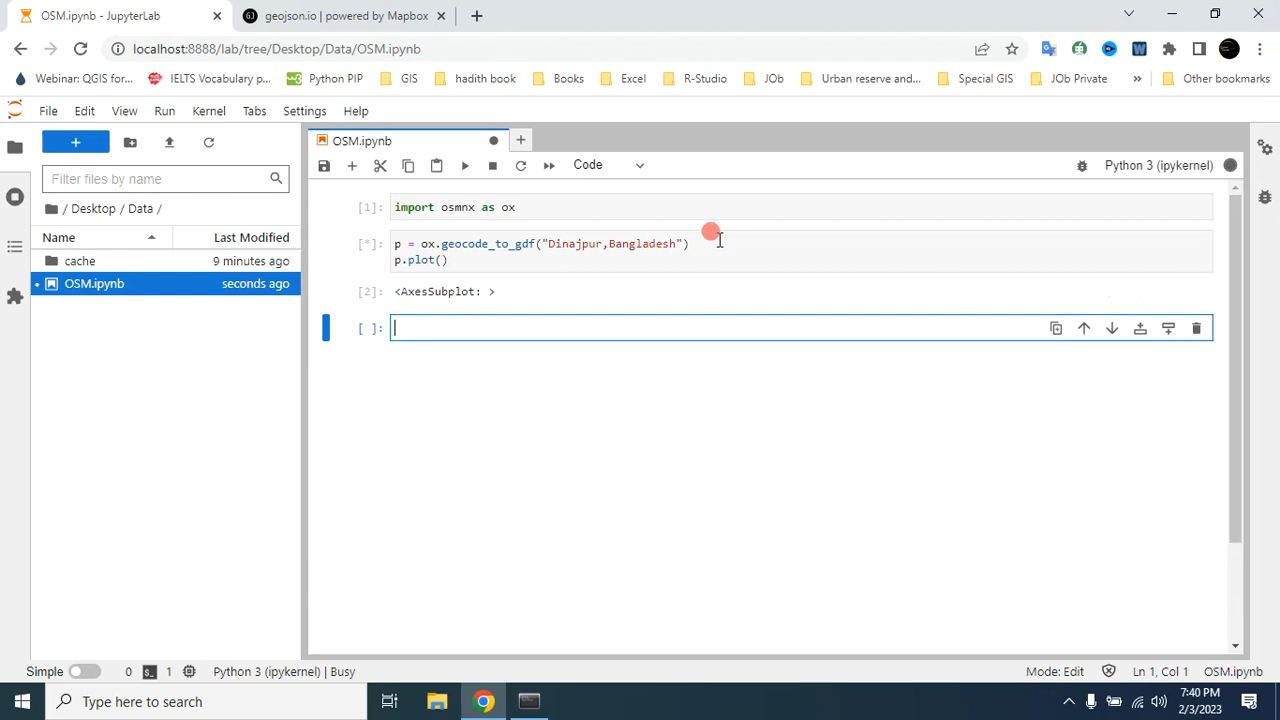 OSM.ipynb - JupyterLab
geojson.io | powered by Mapbox
localhost:8888/lab/tree/Desktop/Data/OSM.ipynb
Webinar: QGIS for...
IELTS Vocabulary p...
Python PIP
GIS
hadith book
Books
Excel
R-Studio
JOb
Urban reserve and...
Special GIS
JOb Private
»
Other bookmarks
File Edit View Run Kernel Tabs Settings Help
OSM.ipynb
Filter files by name
Code
Python 3 (ipykernel)
/ Desktop / Data /
Name Last Modified
cache 9 minutes ago
OSM.ipynb seconds ago
[1]: import osmnx as ox
[*]: p = ox.geocode_to_gdf("Dinajpur,Bangladesh")
p.plot()
[2]: <AxesSubplot: >
[ ]:
Simple 0 1 Python 3 (ipykernel) | Busy Mode: Edit Ln 1, Col 1 OSM.ipynb
Type here to search
7:40 PM
2/3/2023